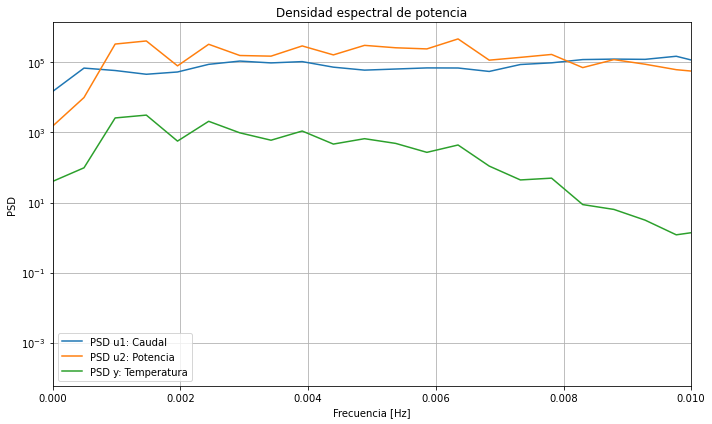 Densidad espectral de potencia
PSD
10^5
10^3
10^1
10^−1
10^−3
PSD u1: Caudal
PSD u2: Potencia
PSD y: Temperatura
0.000 0.002 0.004 0.006 0.008 0.010
Frecuencia [Hz]